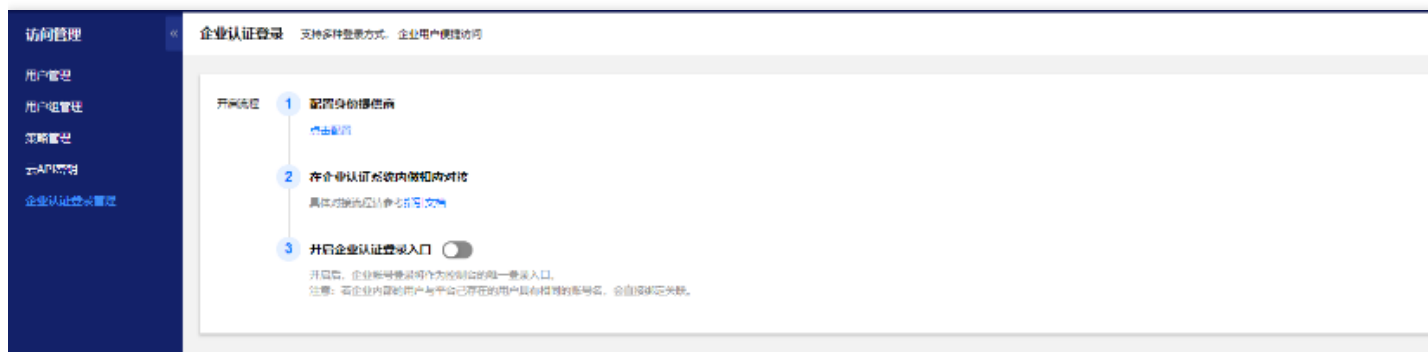 访问管理
企业认证登录 支持多种登录方式，企业用户便捷访问
用户管理
用户组管理
策略管理
云API密钥
企业认证登录管理
开启流程
1 配置身份提供商
点击配置
2 在企业认证系统内做相应对接
具体对接流程请参考指引文档
3 开启企业认证登录入口
开启后，企业账号登录将作为控制台的唯一登录入口。
注意：若企业内部的用户与平台已存在的用户具有相同的账号名，会直接绑定关联。